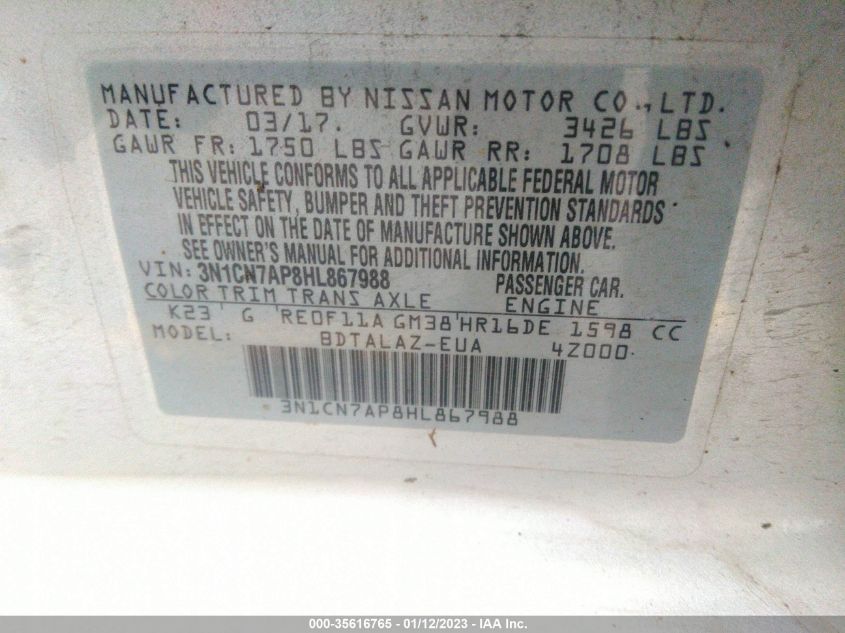 MANUFACTURED BY NISSAN MOTOR CO., LTD.
DATE: 03/17. GVWR: 3426 LBS
GAWR FR: 1750 LBS GAWR RR: 1708 LBS
THIS VEHICLE CONFORMS TO ALL APPLICABLE FEDERAL MOTOR
VEHICLE SAFETY, BUMPER AND THEFT PREVENTION STANDARDS
IN EFFECT ON THE DATE OF MANUFACTURE SHOWN ABOVE.
SEE OWNER'S MANUAL FOR ADDITIONAL INFORMATION.
VIN: 3N1CN7AP8HL867988 PASSENGER CAR.
COLOR TRIM TRANS AXLE ENGINE
K23 G RE0F11A GM38 HR16DE 1598 CC
MODEL: BDTALAZ-EUA 4Z000
3N1CN7AP8HL867988
000-35616765 - 01/12/2023 - IAA Inc.